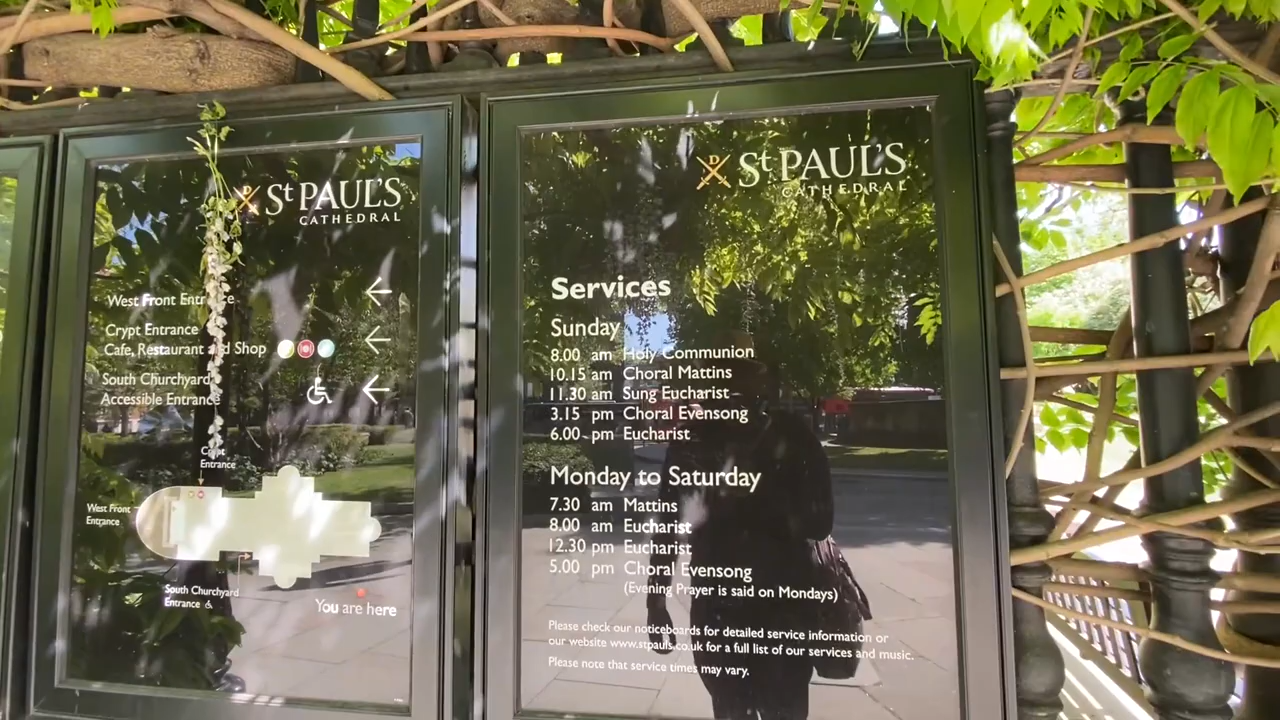 St PAUL'S
CATHEDRAL
West Front Entrance
Crypt Entrance
Cafe, Restaurant and Shop
South Churchyard
Accessible Entrance
Crypt
Entrance
West Front
Entrance
South Churchyard
Entrance
You are here
St PAUL'S
CATHEDRAL
Services
Sunday
8.00 am Holy Communion
10.15 am Choral Mattins
11.30 am Sung Eucharist
3.15 pm Choral Evensong
6.00 pm Eucharist
Monday to Saturday
7.30 am Mattins
8.00 am Eucharist
12.30 pm Eucharist
5.00 pm Choral Evensong
(Evening Prayer is said on Mondays)
Please check our noticeboards for detailed service information or
our website www.stpauls.co.uk for a full list of our services and music.
Please note that service times may vary.